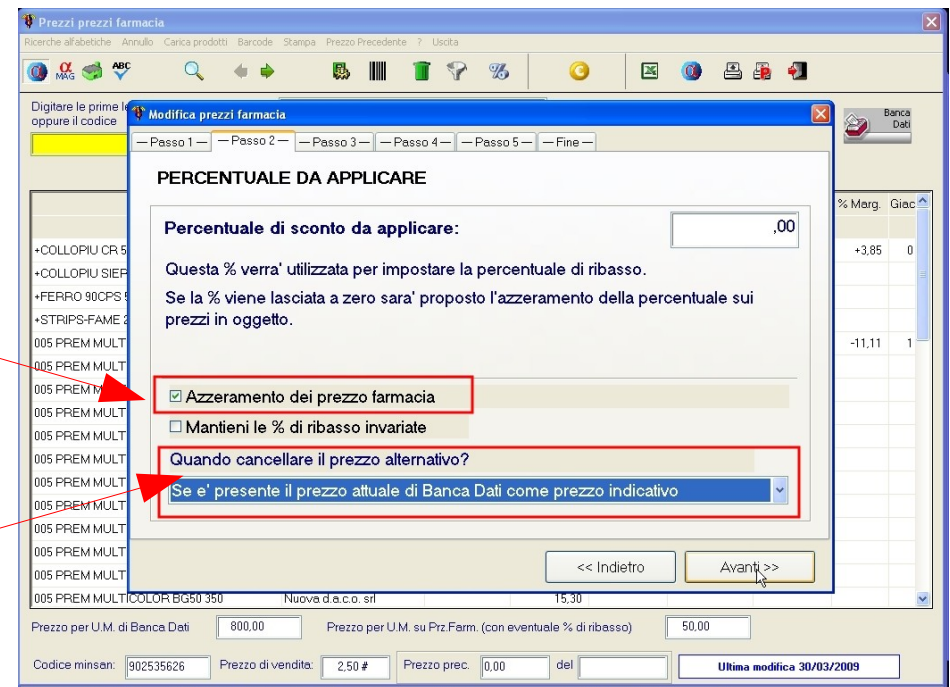 Prezzi prezzi farmacia
Ricerche alfabetiche Annullo Carica prodotti Barcode Stampa Prezzo Precedente ? Uscita
α MAG ABC
Digitare le prime
oppure il codice
Banca Dati
Modifica prezzi farmacia
Passo 1 Passo 2 Passo 3 Passo 4 Passo 5 Fine
PERCENTUALE DA APPLICARE
% Marg. Giac
Percentuale di sconto da applicare: ,00
+COLLOPIU CR 5 +3,85 0
Questa % verra' utilizzata per impostare la percentuale di ribasso.
+COLLOPIU SIEP
Se la % viene lasciata a zero sara' proposto l'azzeramento della percentuale sui
prezzi in oggetto.
+FERRO 90CPS
+STRIPS-FAME 2
005 PREM MULT -11,11 1
005 PREM MULT
005 PREM MULT
Azzeramento dei prezzo farmacia
005 PREM MULT
Mantieni le % di ribasso invariate
005 PREM MULT
Quando cancellare il prezzo alternativo?
005 PREM MULT
Se e' presente il prezzo attuale di Banca Dati come prezzo indicativo
005 PREM MULT
005 PREM MULT
005 PREM MULT
005 PREM MULT
005 PREM MULT
<< Indietro Avanti >>
005 PREM MULTICOLOR BG50 350 Nuova d.a.c.o. srl 15,30
Prezzo per U.M. di Banca Dati 800,00 Prezzo per U.M. su Prz.Farm. (con eventuale % di ribasso) 50,00
Codice minsan: 902535626 Prezzo di vendita: 2,50 # Prezzo prec. 0,00 del Ultima modifica 30/03/2009